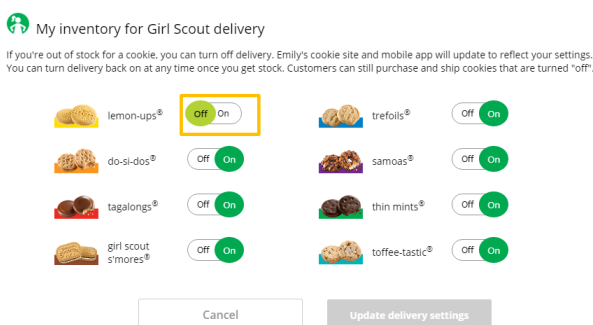 My inventory for Girl Scout delivery
If you're out of stock for a cookie, you can turn off delivery. Emily's cookie site and mobile app will update to reflect your settings.
You can turn delivery back on at any time once you get stock. Customers can still purchase and ship cookies that are turned "off".
lemon-ups® Off On
trefoils® Off On
do-si-dos® Off On
samoas® Off On
tagalongs® Off On
thin mints® Off On
girl scout
s'mores® Off On
toffee-tastic® Off On
Cancel
Update delivery settings